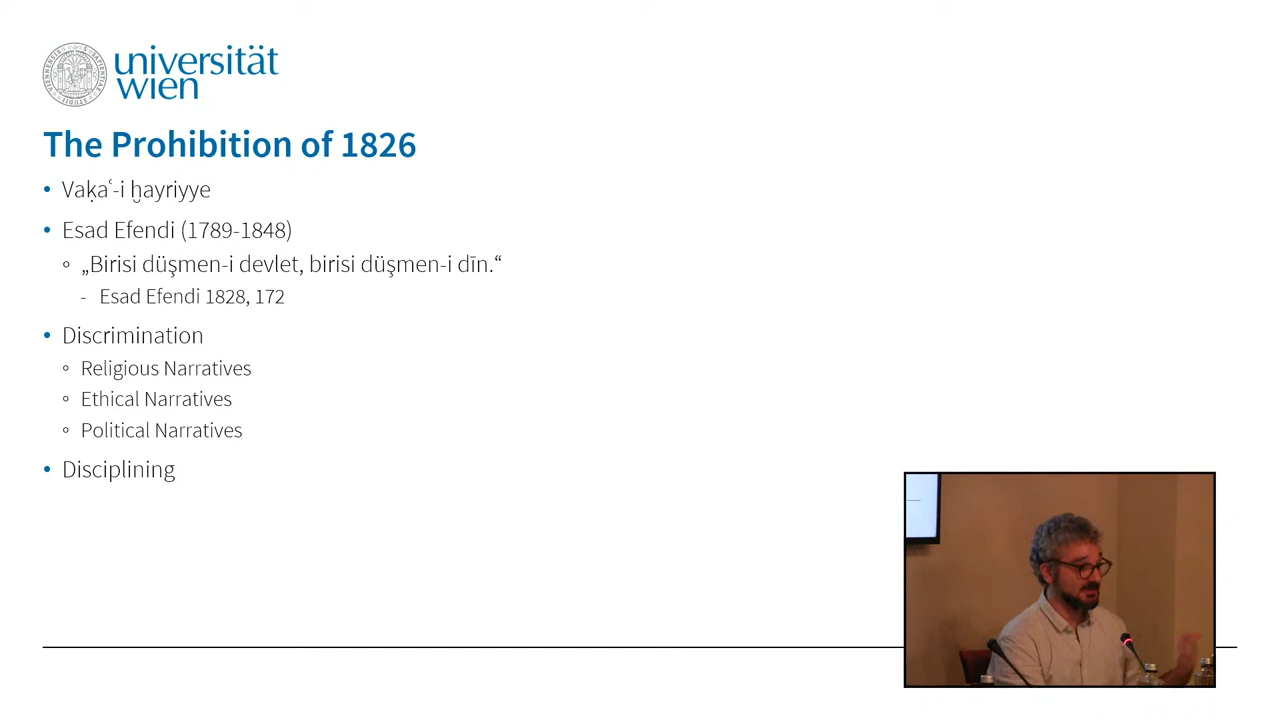 universität
wien
The Prohibition of 1826
• Vaḳaʿ-i ḫayriyye
• Esad Efendi (1789-1848)
◦ „Birisi düşmen-i devlet, birisi düşmen-i dīn.“
- Esad Efendi 1828, 172
• Discrimination
◦ Religious Narratives
◦ Ethical Narratives
◦ Political Narratives
• Disciplining